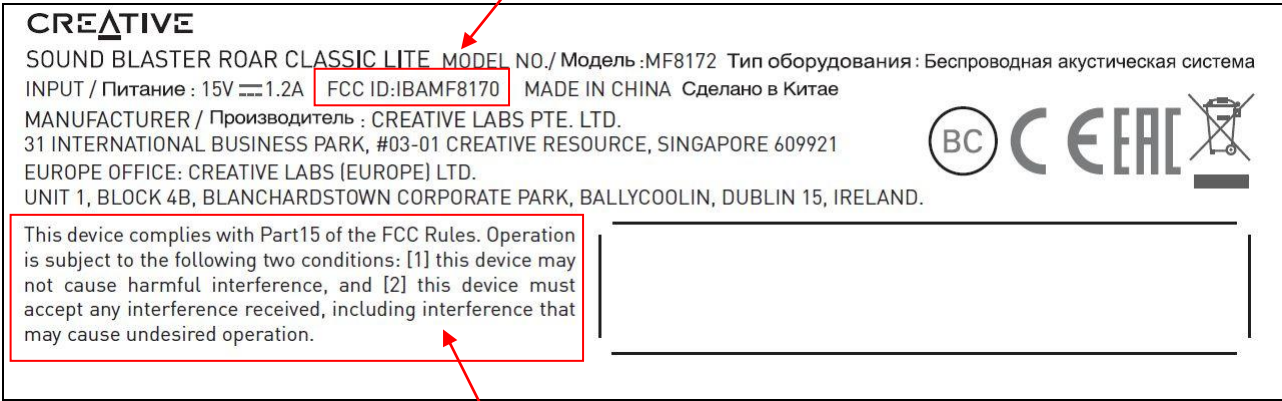 CREATIVE
SOUND BLASTER ROAR CLASSIC LITE MODEL NO./ Модель :MF8172 Тип оборудования : Беспроводная акустическая система
INPUT / Питание : 15V ⎓ 1.2A FCC ID:IBAMF8170 MADE IN CHINA Сделано в Китае
MANUFACTURER / Производитель : CREATIVE LABS PTE. LTD.
31 INTERNATIONAL BUSINESS PARK, #03-01 CREATIVE RESOURCE, SINGAPORE 609921
EUROPE OFFICE: CREATIVE LABS (EUROPE) LTD.
UNIT 1, BLOCK 4B, BLANCHARDSTOWN CORPORATE PARK, BALLYCOOLIN, DUBLIN 15, IRELAND.
BC CE EAC
This device complies with Part15 of the FCC Rules. Operation
is subject to the following two conditions: [1] this device may
not cause harmful interference, and [2] this device must
accept any interference received, including interference that
may cause undesired operation.